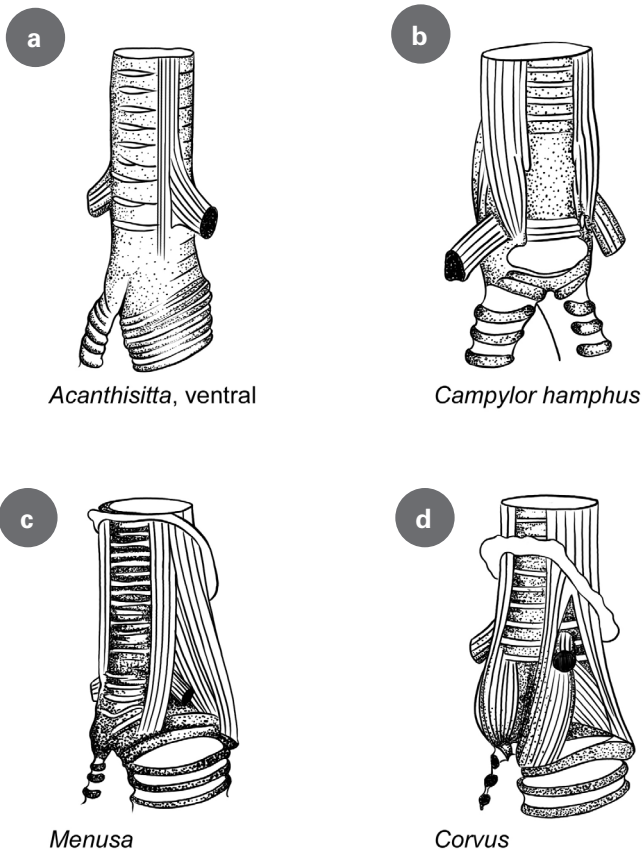 a
b
Acanthisitta, ventral
Campylor hamphus
c
d
Menusa
Corvus